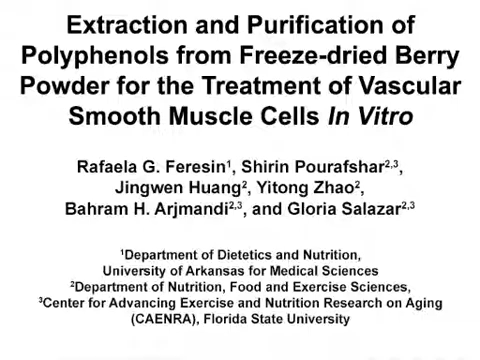 Extraction and Purification of
Polyphenols from Freeze-dried Berry
Powder for the Treatment of Vascular
Smooth Muscle Cells In Vitro
Rafaela G. Feresin¹, Shirin Pourafshar²,³,
Jingwen Huang², Yitong Zhao²,
Bahram H. Arjmandi²,³, and Gloria Salazar²,³
¹Department of Dietetics and Nutrition,
University of Arkansas for Medical Sciences
²Department of Nutrition, Food and Exercise Sciences,
³Center for Advancing Exercise and Nutrition Research on Aging
(CAENRA), Florida State University